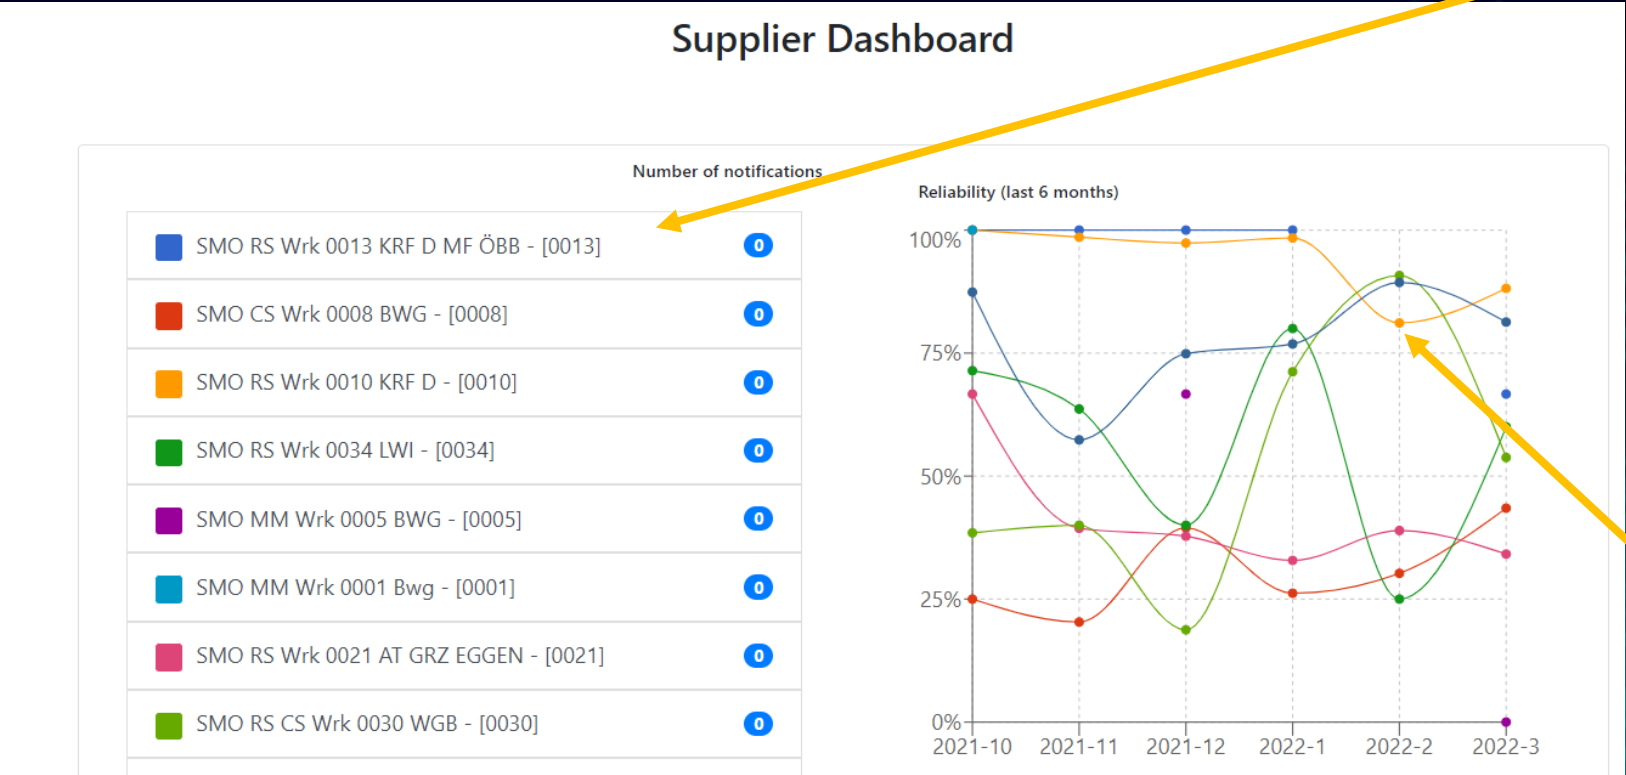 Supplier Dashboard
Number of notifications
SMO RS Wrk 0013 KRF D MF ÖBB - [0013] 0
SMO CS Wrk 0008 BWG - [0008] 0
SMO RS Wrk 0010 KRF D - [0010] 0
SMO RS Wrk 0034 LWI - [0034] 0
SMO MM Wrk 0005 BWG - [0005] 0
SMO MM Wrk 0001 Bwg - [0001] 0
SMO RS Wrk 0021 AT GRZ EGGEN - [0021] 0
SMO RS CS Wrk 0030 WGB - [0030] 0
Reliability (last 6 months)
100%
75%
50%
25%
0%
2021-10 2021-11 2021-12 2022-1 2022-2 2022-3